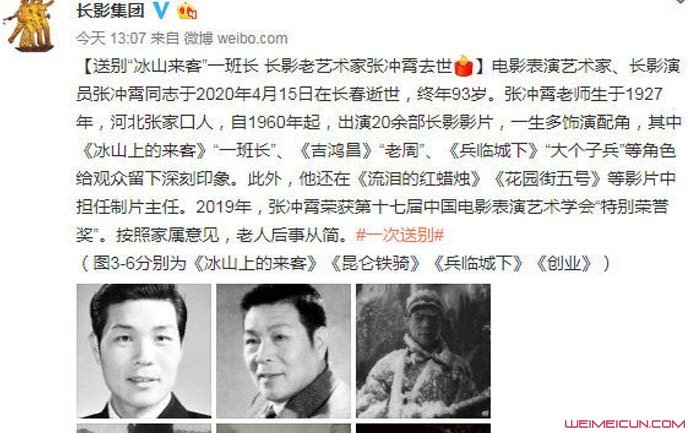 长影集团
今天 13:07 来自 微博 weibo.com
【送别“冰山来客”一班长 长影老艺术家张冲霄去世】电影表演艺术家、长影演
员张冲霄同志于2020年4月15日在长春逝世，终年93岁。张冲霄老师生于1927
年，河北张家口人，自1960年起，出演20余部长影影片，一生多饰演配角，其中
《冰山上的来客》“一班长”、《吉鸿昌》“老周”、《兵临城下》“大个子兵”等角色
给观众留下深刻印象。此外，他还在《流泪的红蜡烛》《花园街五号》等影片中
担任制片主任。2019年，张冲霄荣获第十七届中国电影表演艺术学会“特别荣誉
奖”。按照家属意见，老人后事从简。#一次送别#
（图3-6分别为《冰山上的来客》《昆仑铁骑》《兵临城下》《创业》）
WEIMEICUN.COM